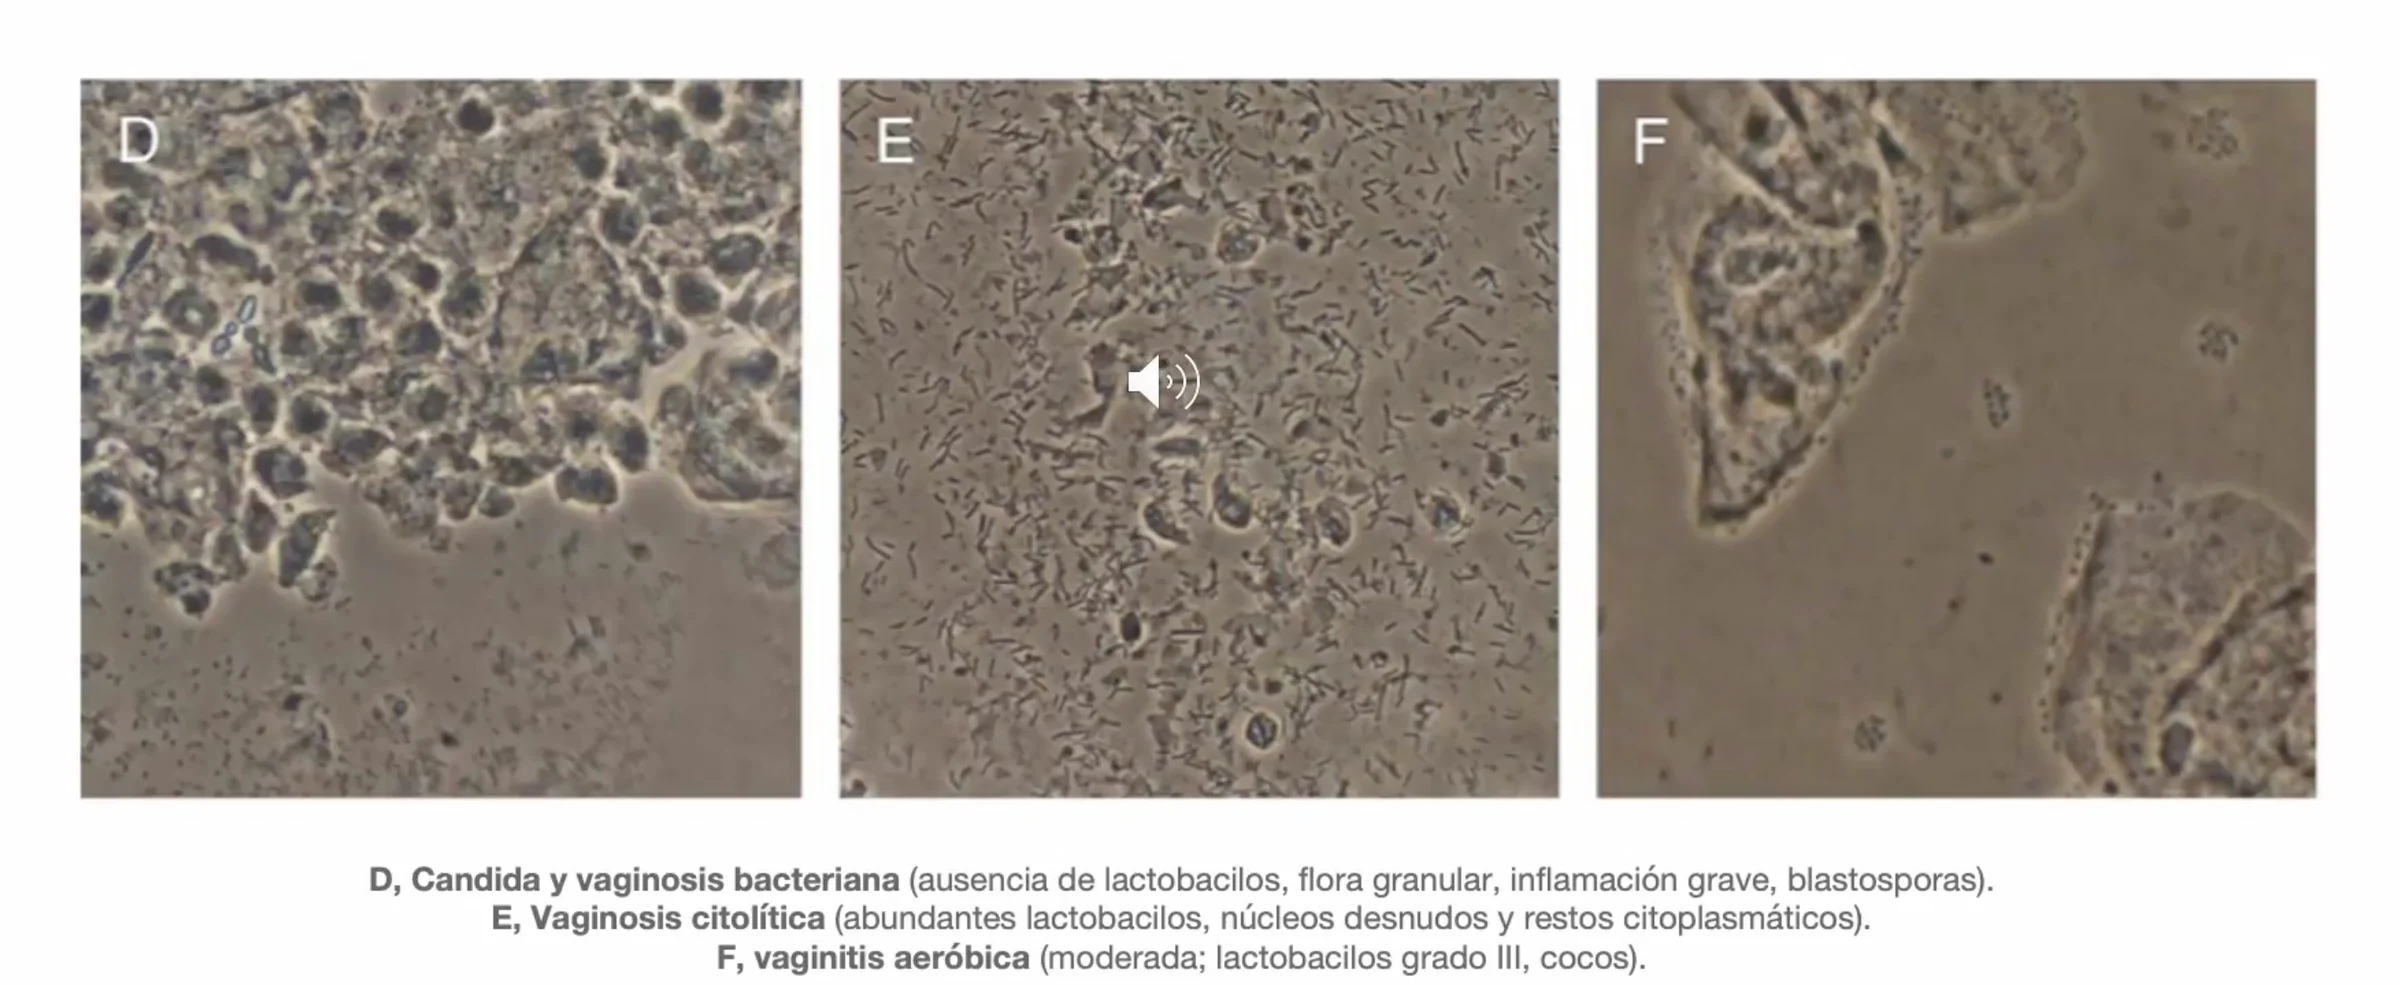 D E F
D, Candida y vaginosis bacteriana (ausencia de lactobacilos, flora granular, inflamación grave, blastosporas).
E, Vaginosis citolítica (abundantes lactobacilos, núcleos desnudos y restos citoplasmáticos).
F, vaginitis aeróbica (moderada; lactobacilos grado III, cocos).